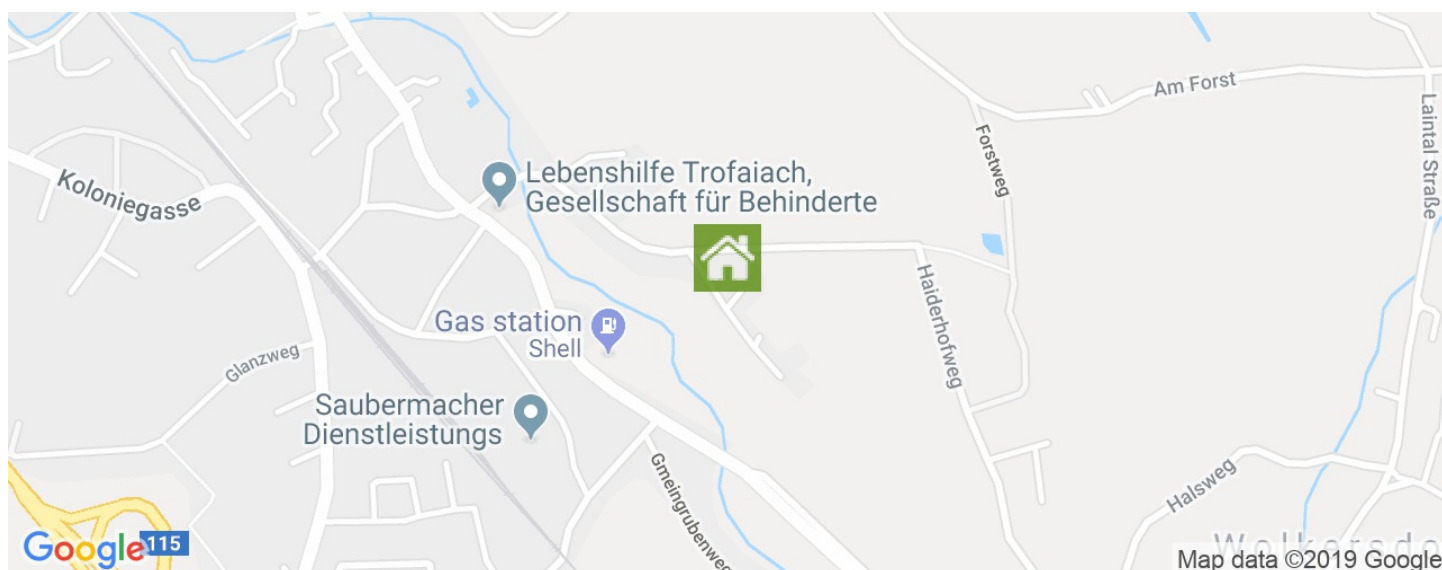 Am Forst
Laintal Straße
Forstweg
Lebenshilfe Trofaiach,
Gesellschaft für Behinderte
Koloniegasse
Haiderhofweg
Gas station
Shell
Glanzweg
Saubermacher
Dienstleistungs
Gmeingrubenweg
Halsweg
Google
115
Wolkersdo
Map data ©2019 Google